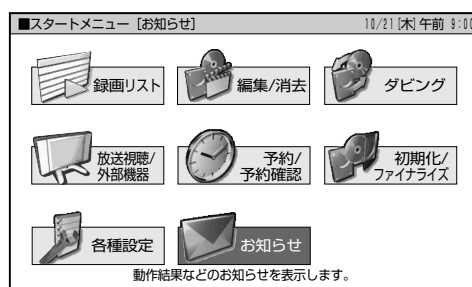 ■スタートメニュー［お知らせ］
10/21[木]午前 9:00
録画リスト
編集/消去
ダビング
放送視聴/
外部機器
予約/
予約確認
初期化/
ファイナライズ
各種設定
お知らせ
動作結果などのお知らせを表示します。